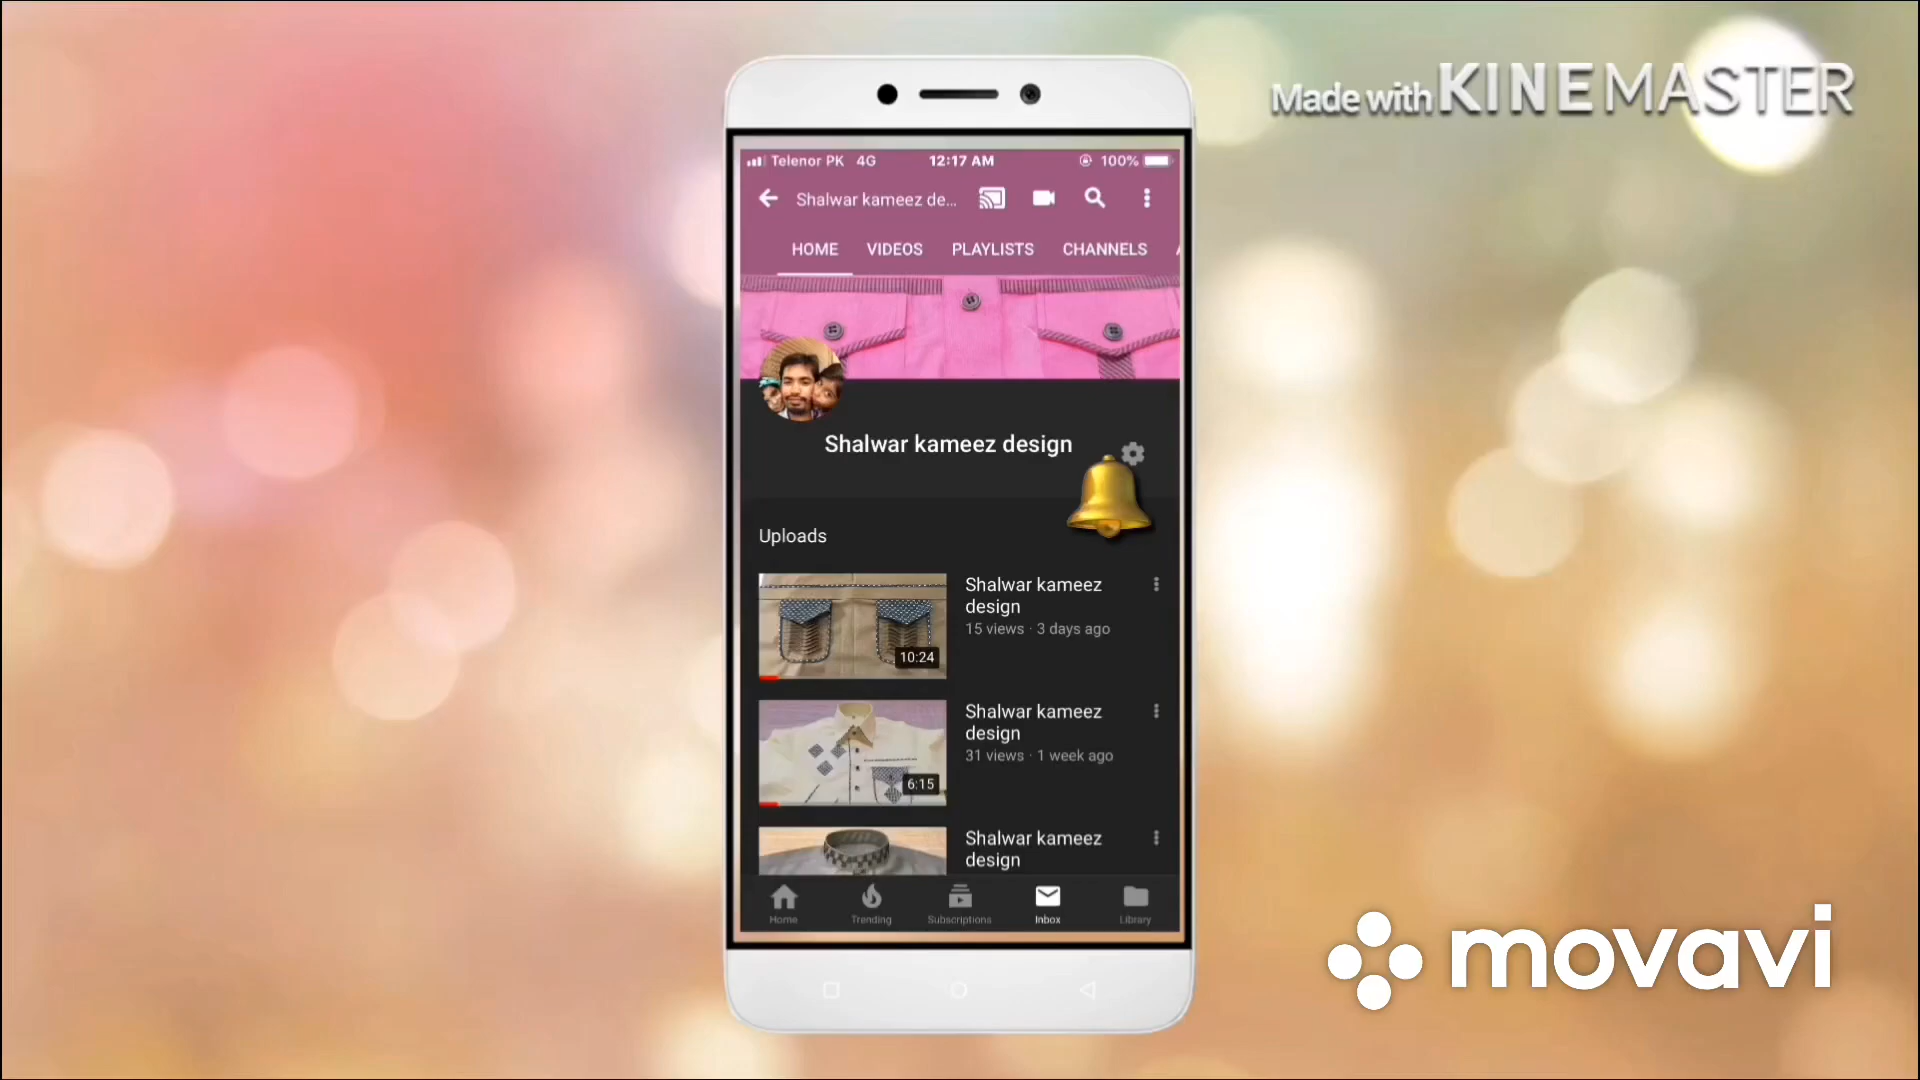 Made with KINEMASTER
Telenor PK 4G 12:17 AM 100%
Shalwar kameez de...
HOME VIDEOS PLAYLISTS CHANNELS
Shalwar kameez design
Uploads
Shalwar kameez
design
15 views · 3 days ago
10:24
Shalwar kameez
design
31 views · 1 week ago
6:15
Shalwar kameez
design
Home Trending Subscriptions Inbox Library
movavi